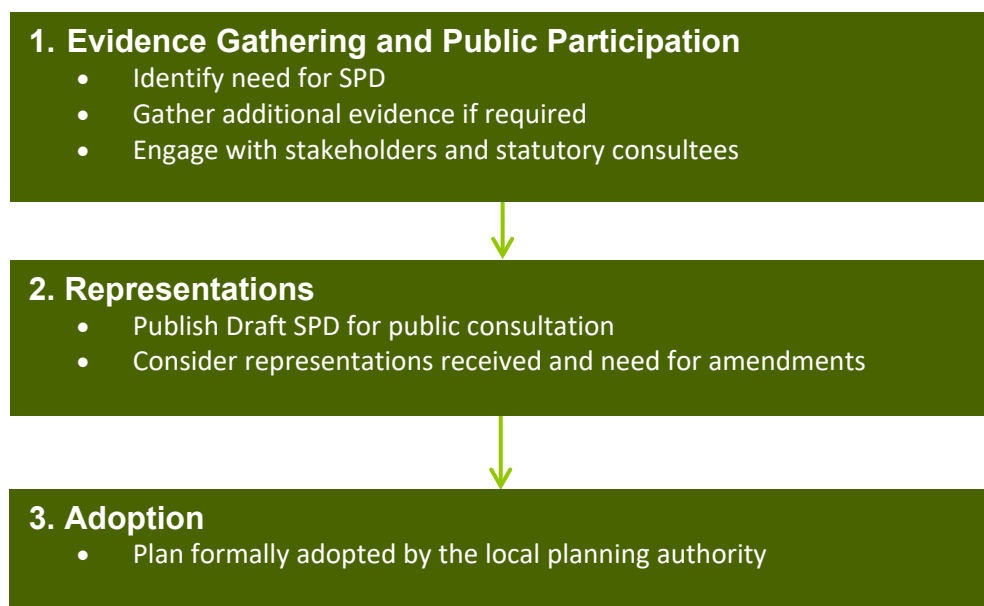 1. Evidence Gathering and Public Participation
• Identify need for SPD
• Gather additional evidence if required
• Engage with stakeholders and statutory consultees
2. Representations
• Publish Draft SPD for public consultation
• Consider representations received and need for amendments
3. Adoption
• Plan formally adopted by the local planning authority